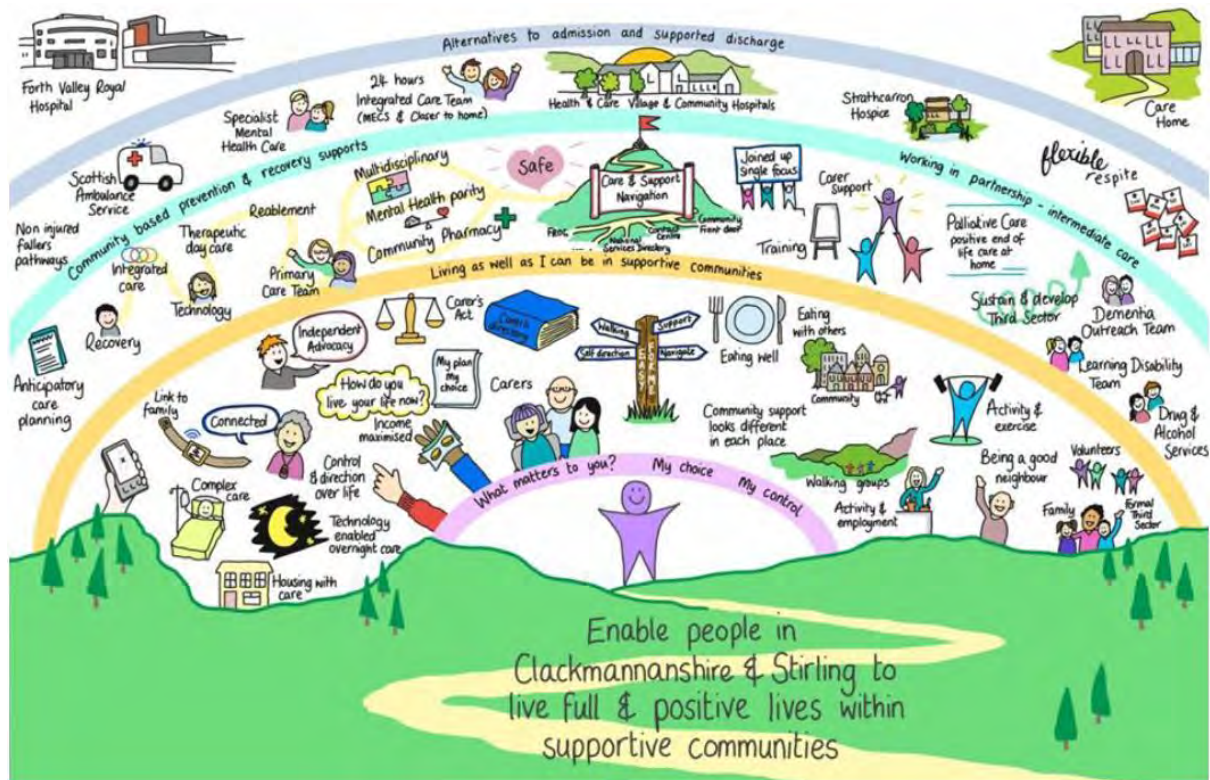 Alternatives to admission and supported discharge
Forth Valley Royal
Hospital
24 hours
Integrated Care Team
(MECS & Closer to home)
Specialist
Mental
Health Care
Health & Care Village & Community Hospitals
Strathcarron
Hospice
Care
Home
Scottish
Ambulance
Service
Community based prevention & recovery supports
Working in partnership - intermediate care
flexible
respite
Non injured
fallers
pathways
Integrated
care
Therapeutic
day care
Reablement
Multidisciplinary
Mental Health parity
Community Pharmacy
Safe
Care & Support
Navigation
National
Services Directory
Contact
Centre
Community
front door
Joined up
single focus
Training
Carer
support
Palliative Care
positive end of
life care at
home
Technology
Primary
Care Team
Recovery
Anticipatory
care
planning
Sustain & develop
Third Sector
Dementia
Outreach Team
Learning Disability
Team
Drug &
Alcohol
Services
Living as well as I can be in supportive communities
Independent
Advocacy
Carer's
Act
directory
Walking
Support
Self direction
Navigate
Eating well
Eating
with others
Community
My plan
My
choice
How do you
live your life now?
Carers
Link to
family
Connected
Income
maximised
Control
& direction
over life
Community support
looks different
in each place
Activity &
exercise
Walking groups
Activity &
employment
Being a good
neighbour
Volunteers
Family
Formal
Third
Sector
Complex
care
Technology
enabled
overnight care
Housing with
care
What matters to you? My choice My control
Enable people in
Clackmannanshire & Stirling to
live full & positive lives within
supportive communities